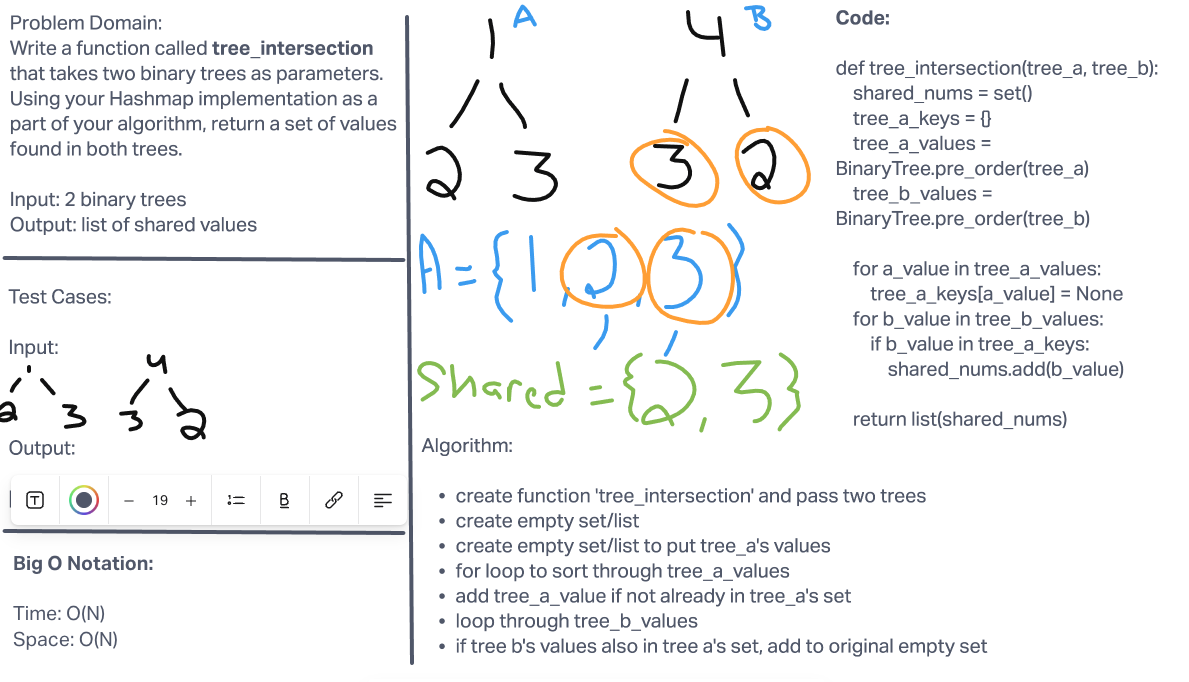 Problem Domain:
Write a function called tree_intersection
that takes two binary trees as parameters.
Using your Hashmap implementation as a
part of your algorithm, return a set of values
found in both trees.
Input: 2 binary trees
Output: list of shared values
Test Cases:
Input:
1 4
2 3 3 2
Output:
19 B
Big O Notation:
Time: O(N)
Space: O(N)
1 A 4 B
2 3 3 2
A = {1, 2, 3}
Shared = {2, 3}
Algorithm:
• create function 'tree_intersection' and pass two trees
• create empty set/list
• create empty set/list to put tree_a's values
• for loop to sort through tree_a_values
• add tree_a_value if not already in tree_a's set
• loop through tree_b_values
• if tree b's values also in tree a's set, add to original empty set
Code:
def tree_intersection(tree_a, tree_b):
shared_nums = set()
tree_a_keys = {}
tree_a_values =
BinaryTree.pre_order(tree_a)
tree_b_values =
BinaryTree.pre_order(tree_b)
for a_value in tree_a_values:
tree_a_keys[a_value] = None
for b_value in tree_b_values:
if b_value in tree_a_keys:
shared_nums.add(b_value)
return list(shared_nums)